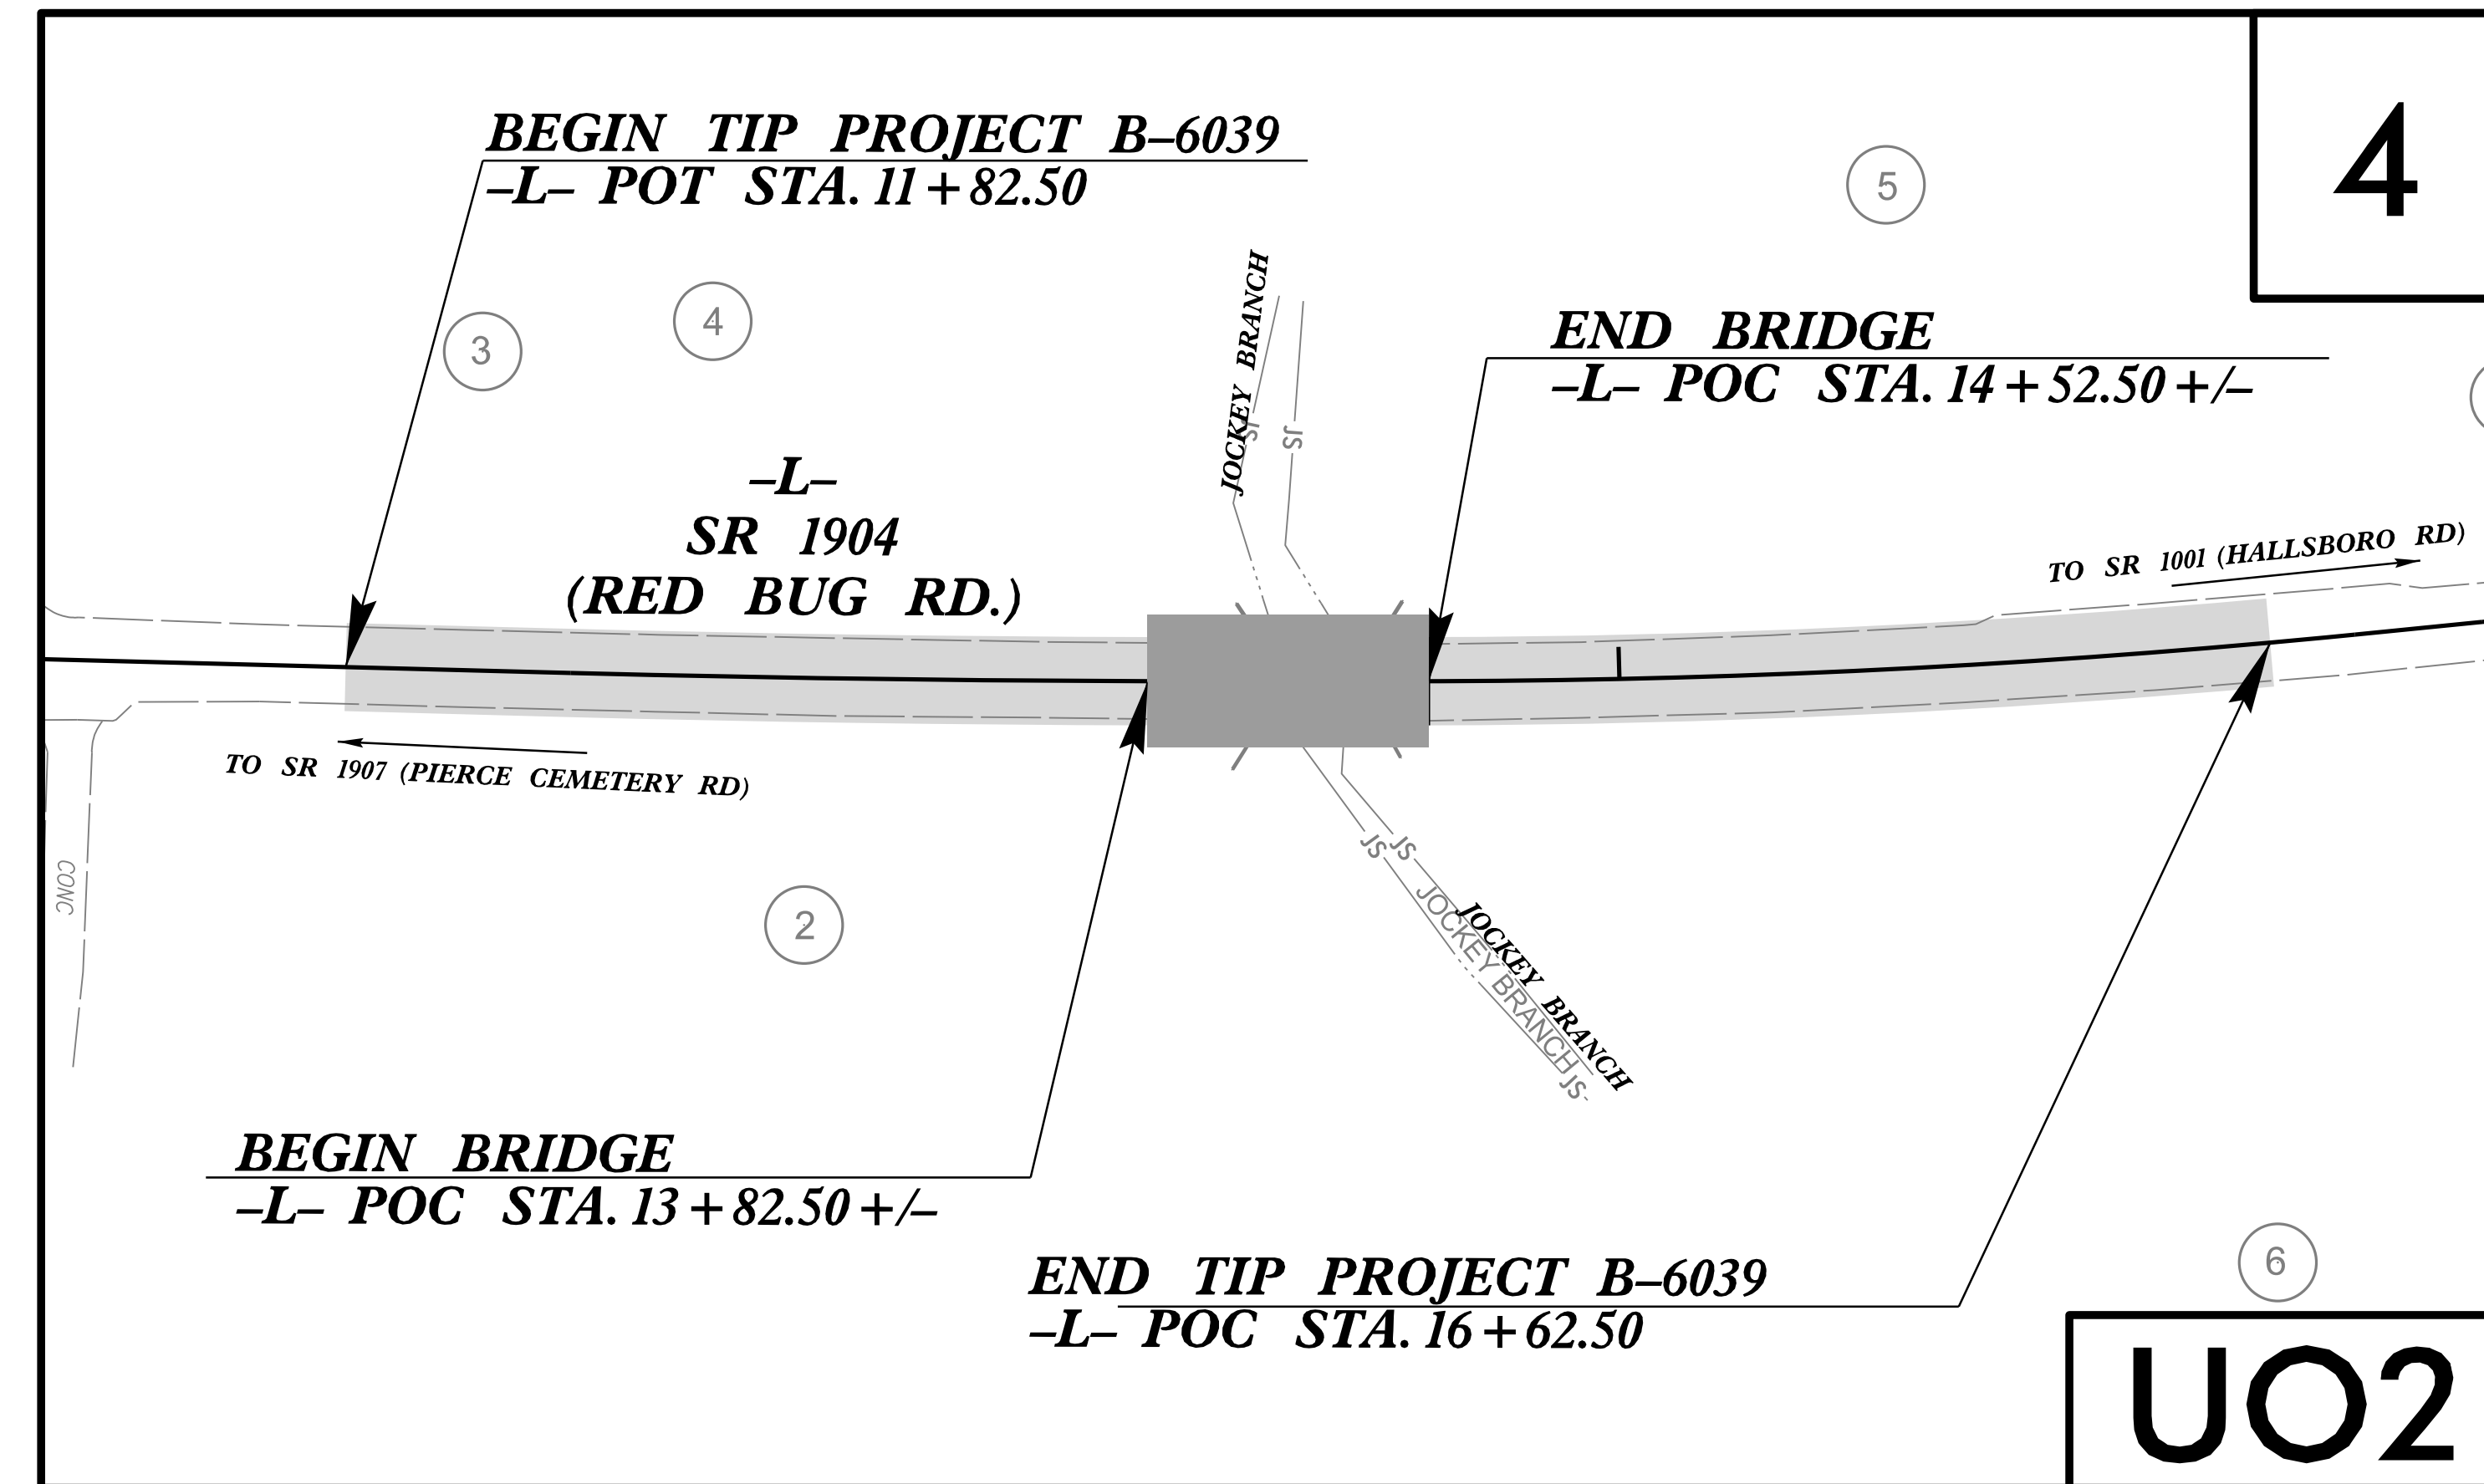 4
BEGIN TIP PROJECT B-6039
-L- POT STA. 11+82.50
5
3
4
JOCKEY BRANCH
JS
JS
END BRIDGE
-L- POC STA. 14+52.50 +/-
-L-
SR 1904
(RED BUG RD.)
TO SR 1001 (HALLSBORO RD)
TO SR 1907 (PIERCE CEMETERY RD)
CONC
2
JS
JS
JOCKEY BRANCH
JOCKEY BRANCH
JS
BEGIN BRIDGE
-L- POC STA. 13+82.50 +/-
END TIP PROJECT B-6039
-L- POC STA. 16+62.50
6
UO2